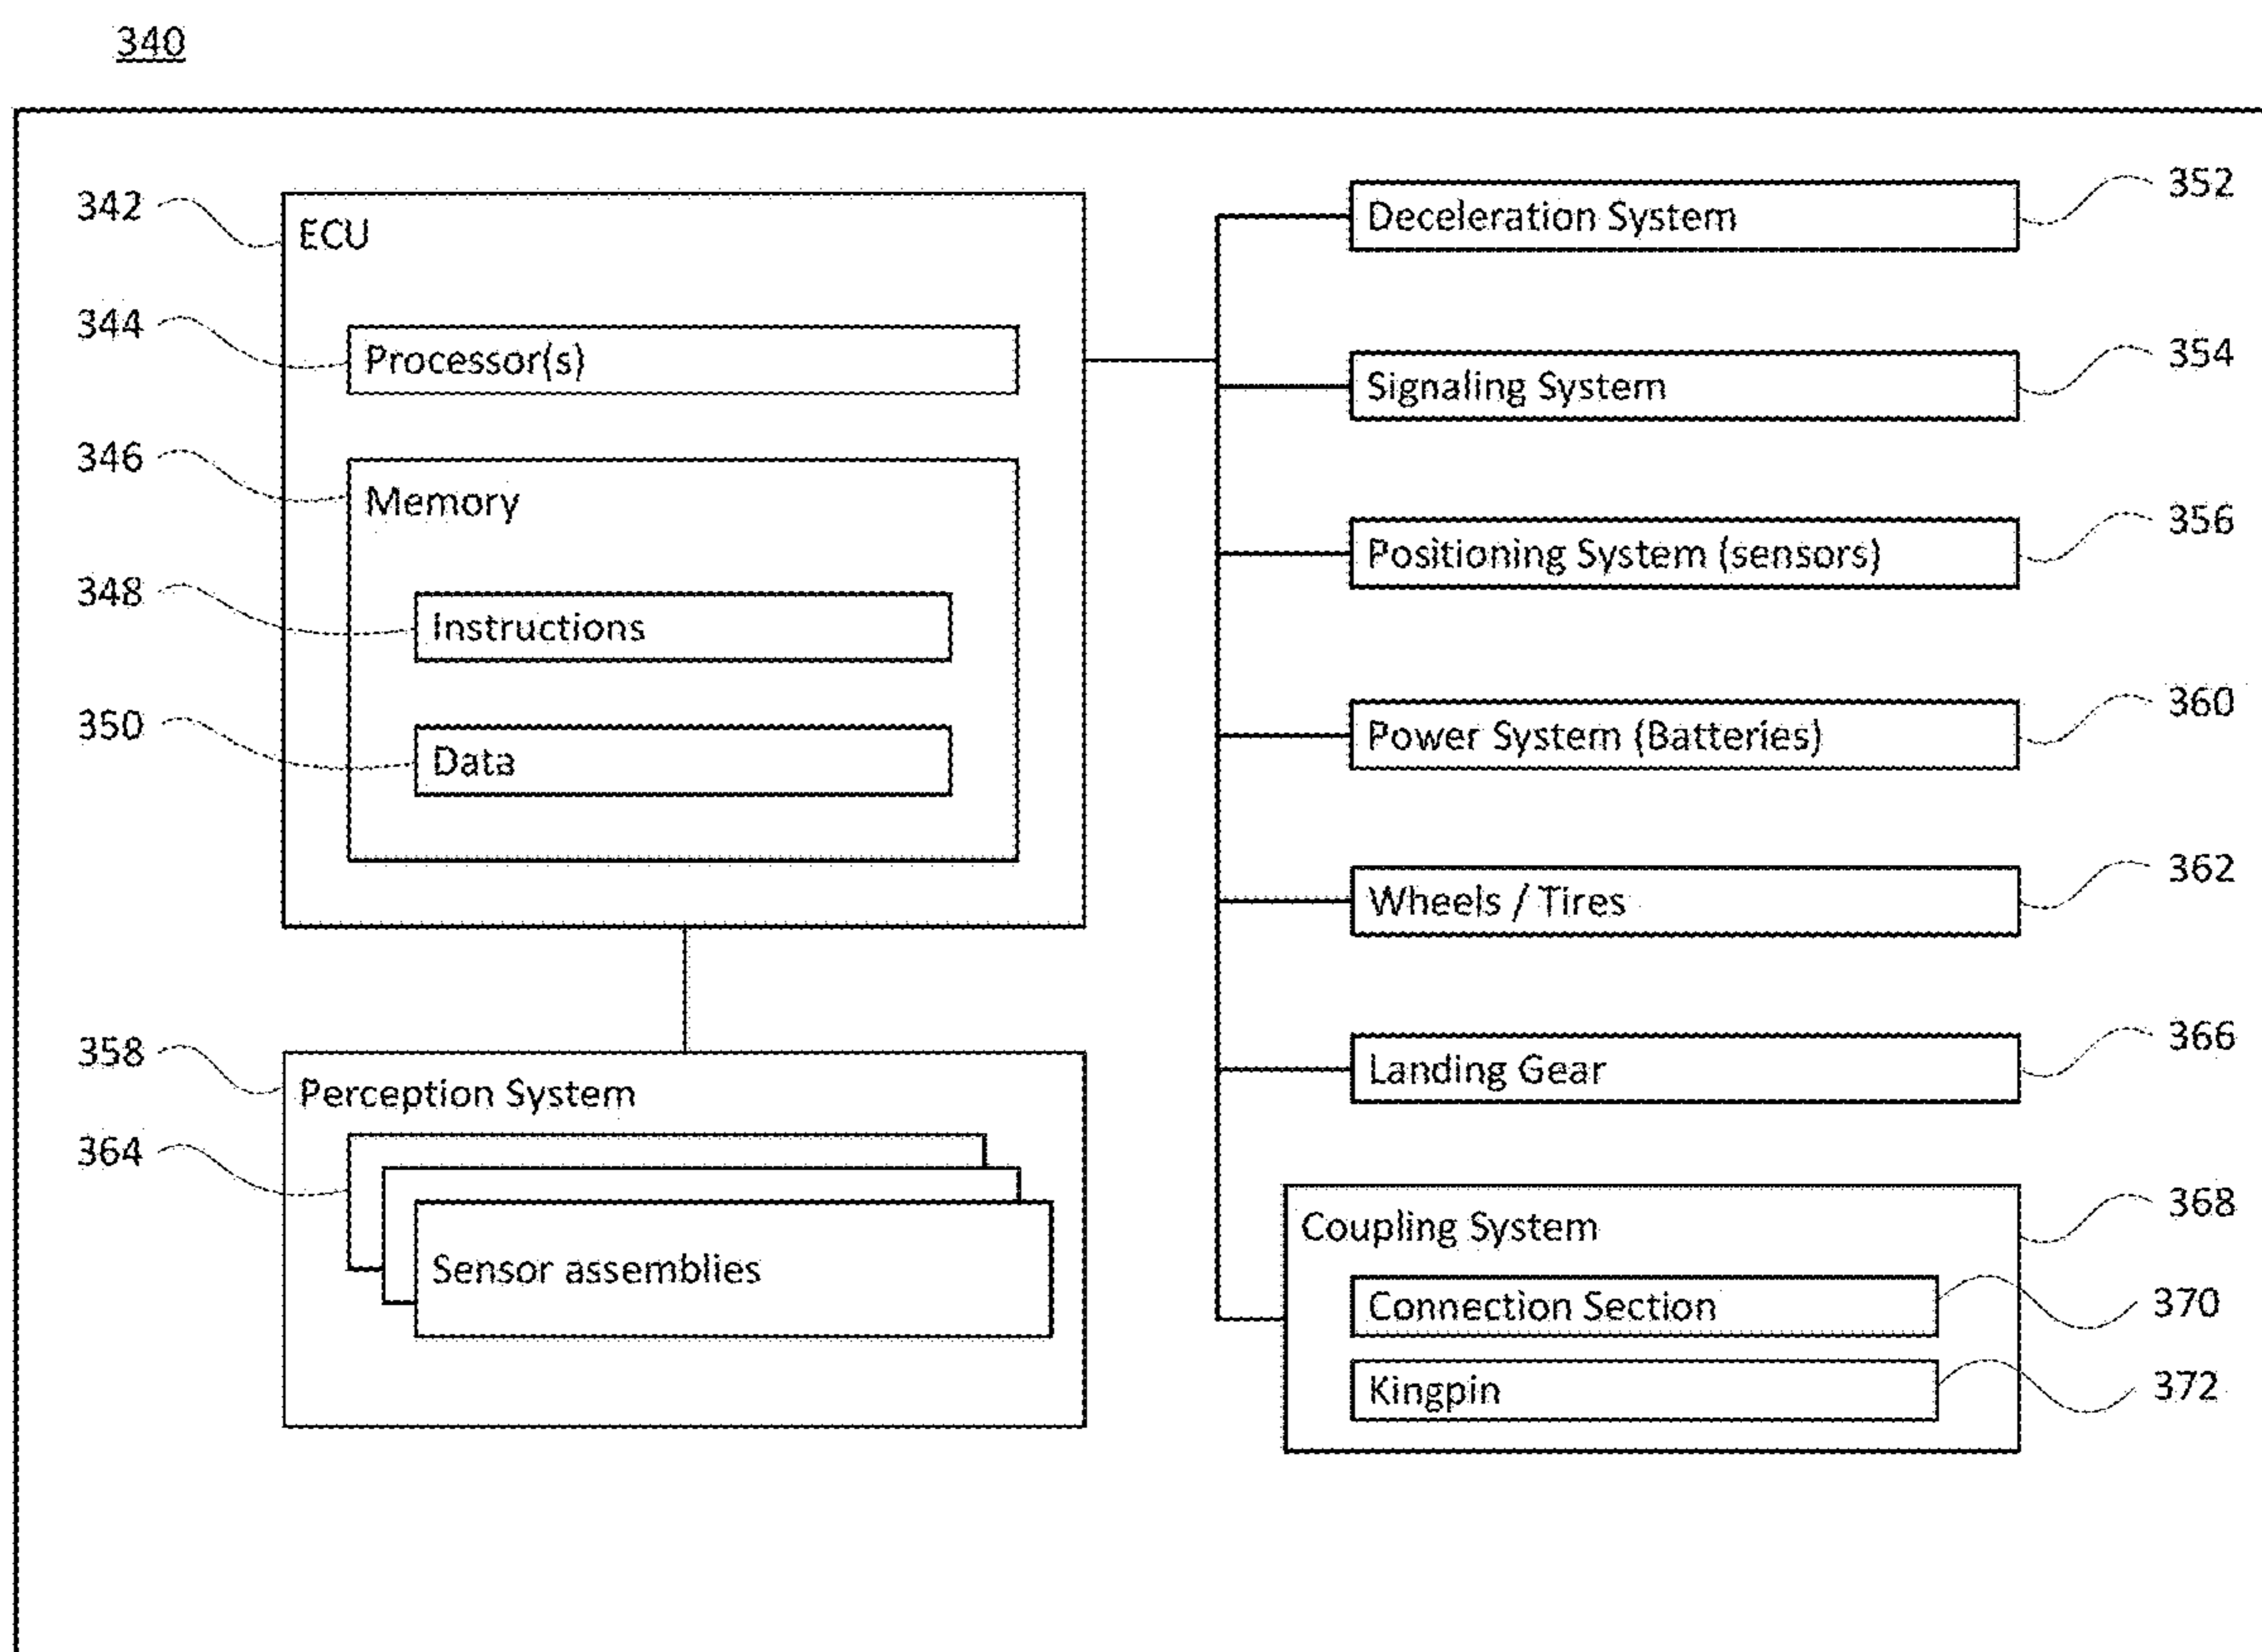 340
342
ECU
344
Processor(s)
346
Memory
348
Instructions
350
Data
358
Perception System
364
Sensor assemblies
Deceleration System
352
Signaling System
354
Positioning System (sensors)
356
Power System (Batteries)
360
Wheels / Tires
362
Landing Gear
366
Coupling System
368
Connection Section
370
Kingpin
372